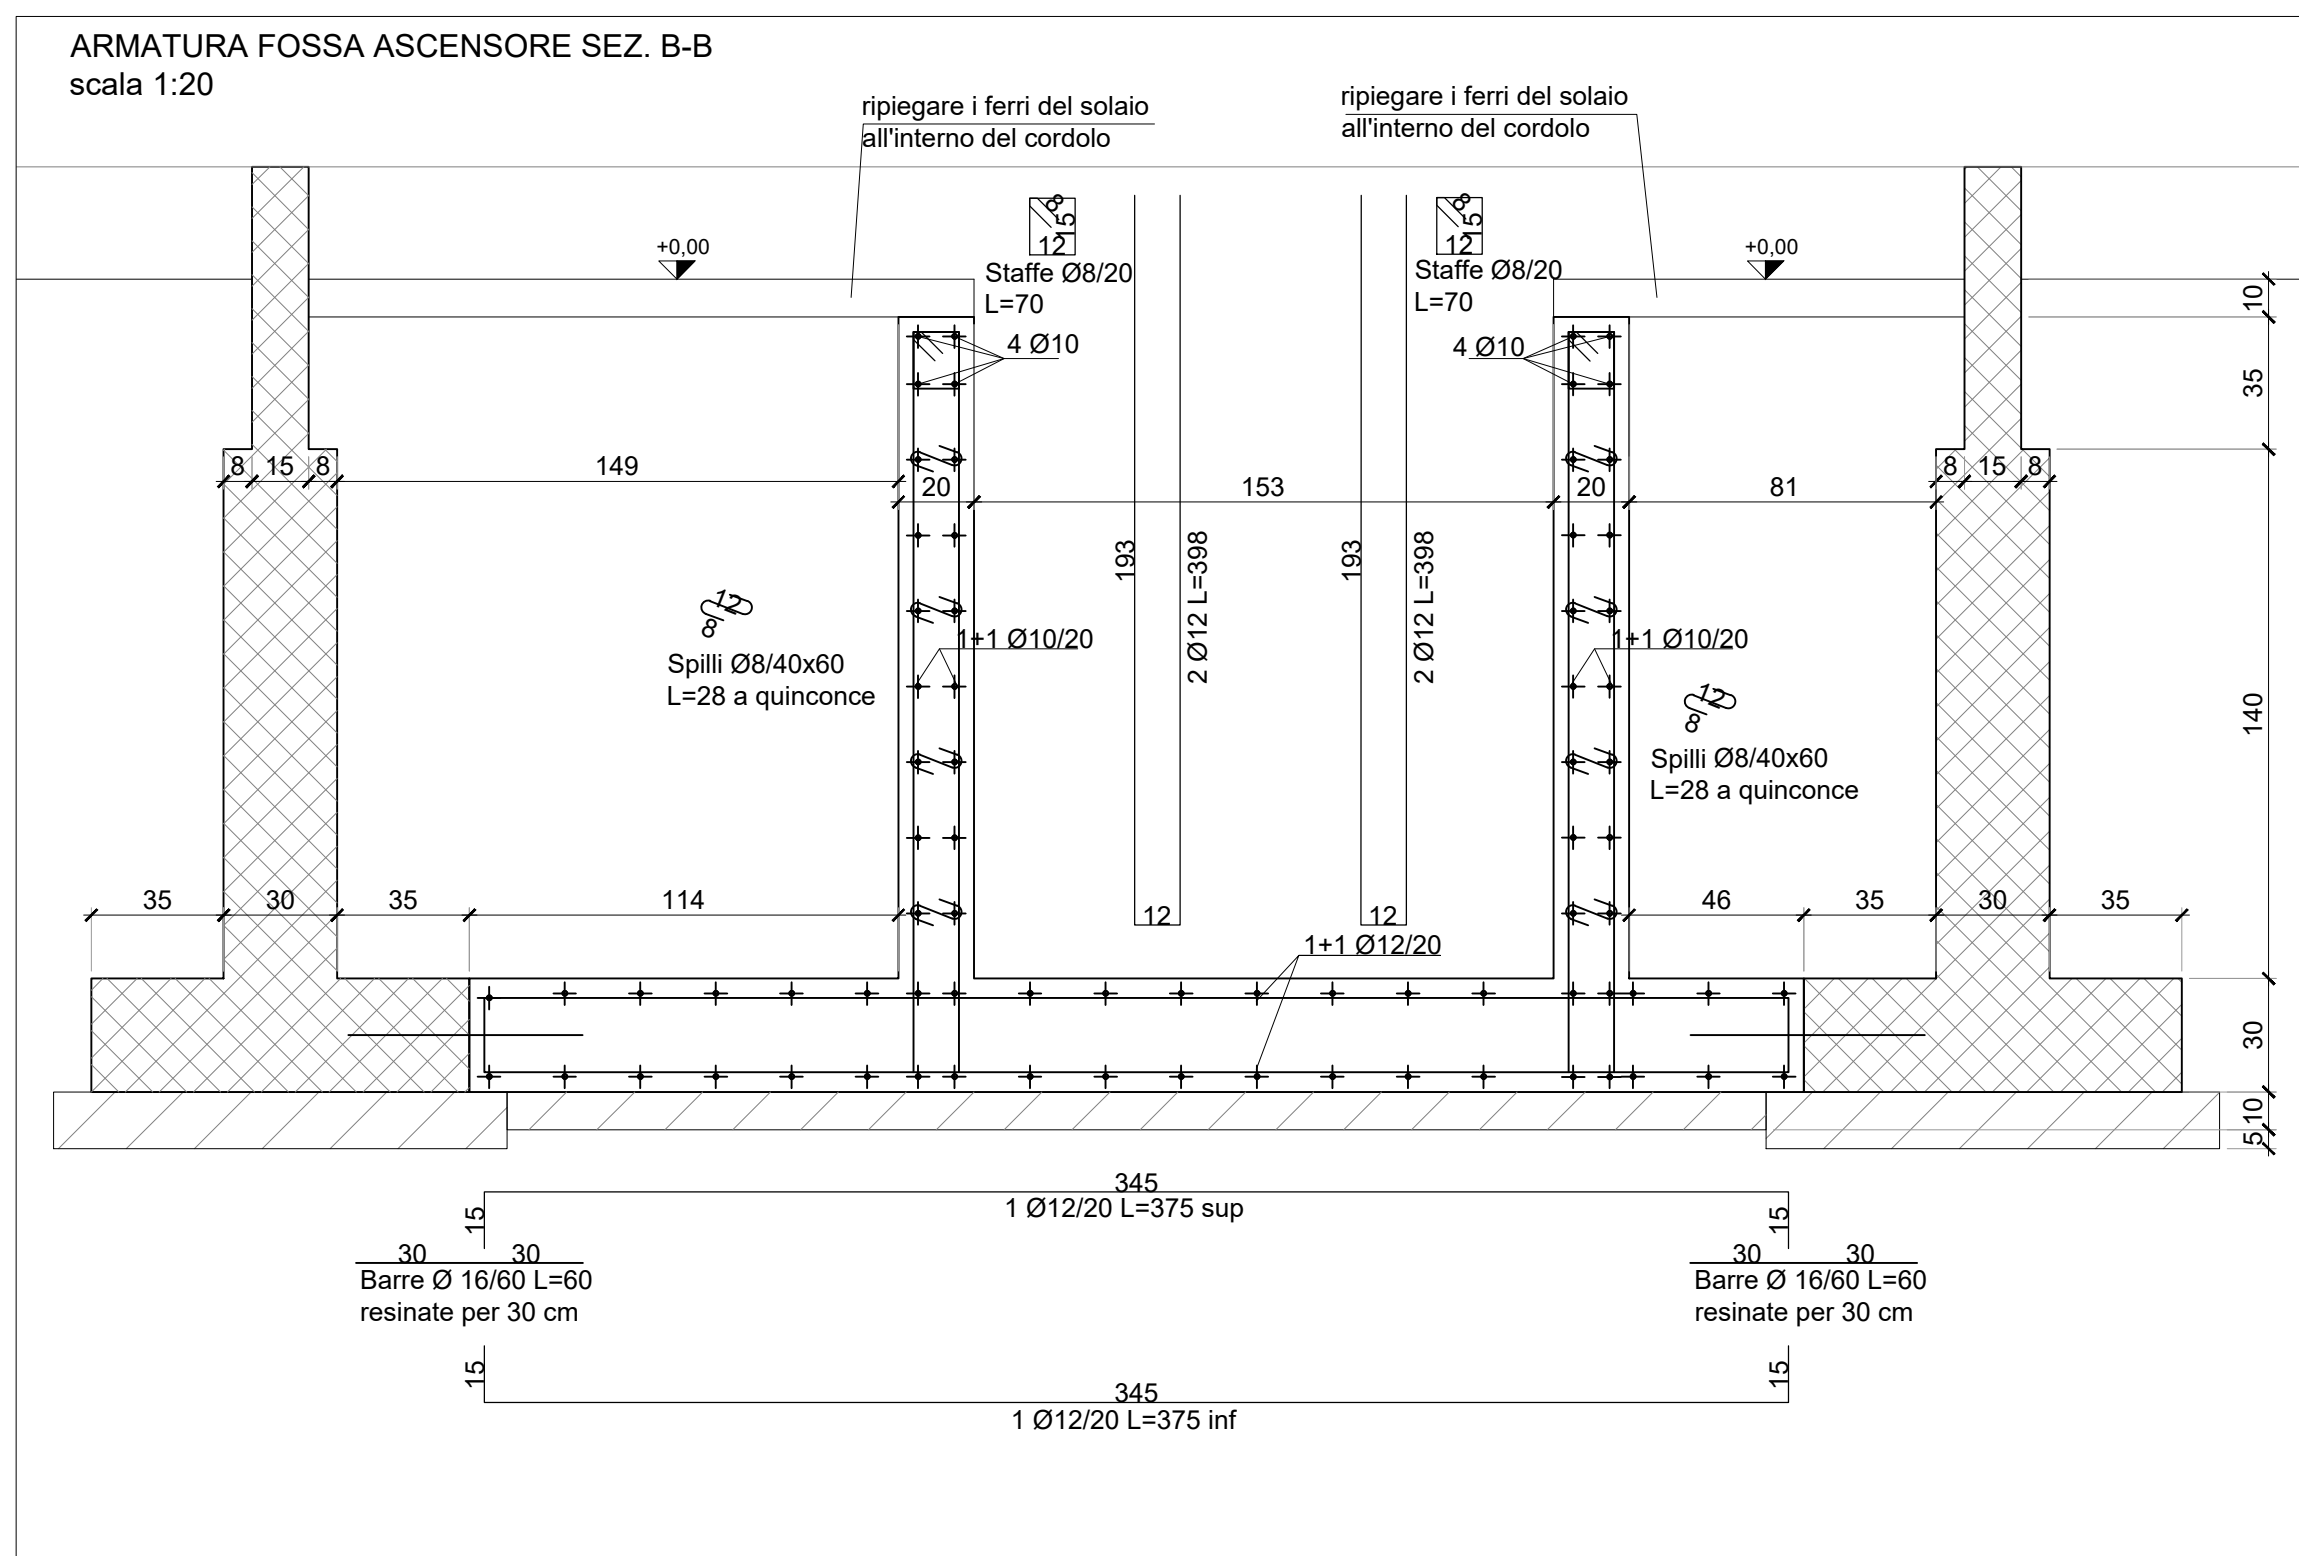 ARMATURA FOSSA ASCENSORE SEZ. B-B
scala 1:20
ripiegare i ferri del solaio
all'interno del cordolo
ripiegare i ferri del solaio
all'interno del cordolo
+0,00
8
15
12
Staffe Ø8/20
L=70
8
15
12
Staffe Ø8/20
L=70
+0,00
10
4 Ø10
4 Ø10
35
8 15 8
149
20
153
20
81
8 15 8
193
2 Ø12 L=398
193
2 Ø12 L=398
12
8
Spilli Ø8/40x60
L=28 a quinconce
1+1 Ø10/20
1+1 Ø10/20
12
8
Spilli Ø8/40x60
L=28 a quinconce
140
35 30 35 114
12
12
46 35 30 35
1+1 Ø12/20
30
10
5
345
1 Ø12/20 L=375 sup
15
15
30 30
Barre Ø 16/60 L=60
resinate per 30 cm
30 30
Barre Ø 16/60 L=60
resinate per 30 cm
15
15
345
1 Ø12/20 L=375 inf